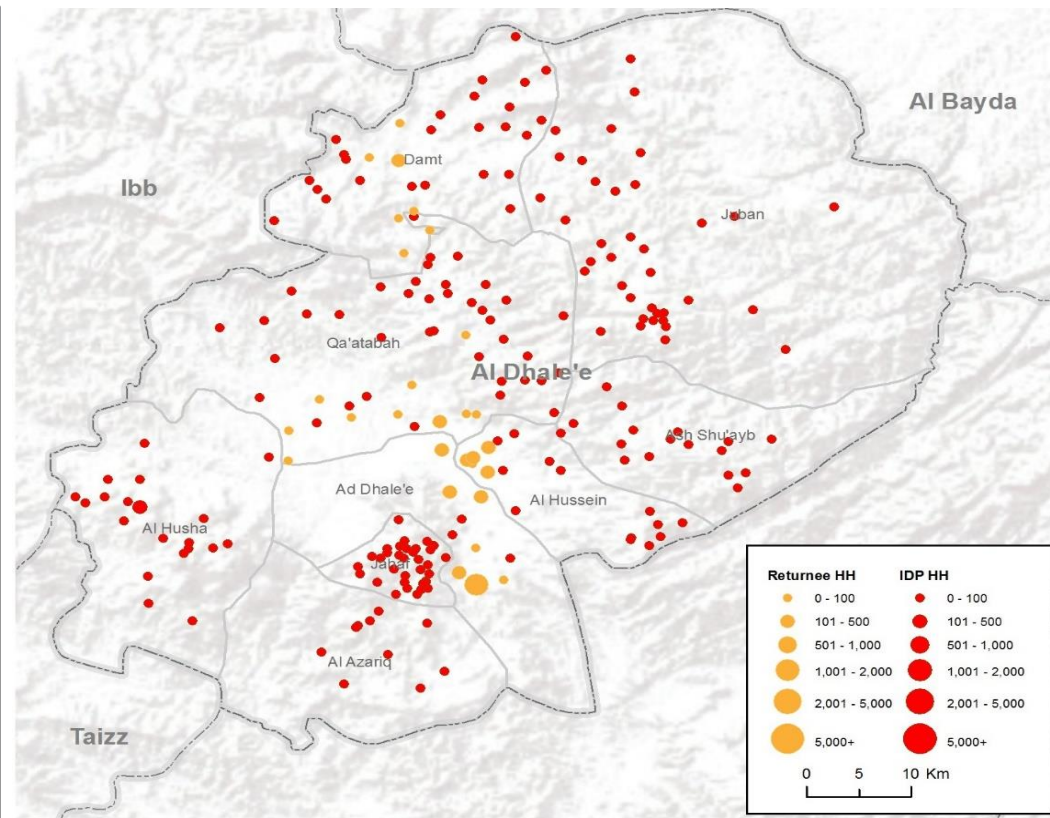 Al Bayda
Damt
Ibb
Juban
Qa'atabah
Al Dhale'e
Ash Shu'ayb
Ad Dhale'e
Al Hussein
Al Husha
Jahaf
Al Azariq
Taizz
Returnee HH
IDP HH
0 - 100
0 - 100
101 - 500
101 - 500
501 - 1,000
501 - 1,000
1,001 - 2,000
1,001 - 2,000
2,001 - 5,000
2,001 - 5,000
5,000+
5,000+
0 5 10 Km